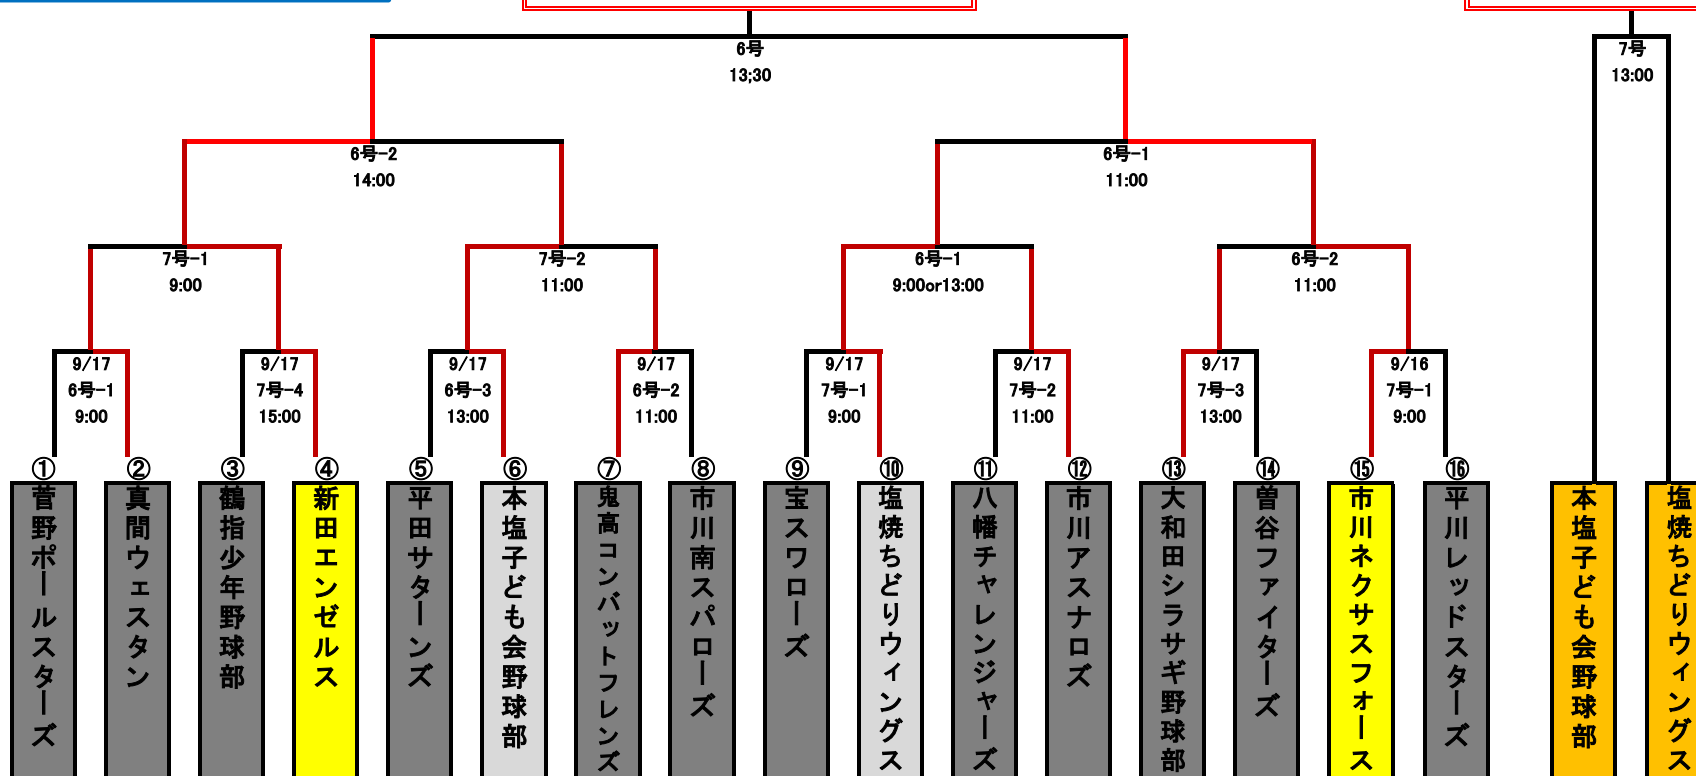 6号
13;30
7号
13:00
6号-2
14:00
6号-1
11:00
7号-1
9:00
7号-2
11:00
6号-1
9:00or13:00
6号-2
11:00
9/17
6号-1
9:00
9/17
7号-4
15:00
9/17
6号-3
13:00
9/17
6号-2
11:00
9/17
7号-1
9:00
9/17
7号-2
11:00
9/17
7号-3
13:00
9/16
7号-1
9:00
①
菅野ポールスターズ
②
真間ウェスタン
③
鶴指少年野球部
④
新田エンゼルス
⑤
平田サターンズ
⑥
本塩子ども会野球部
⑦
鬼高コンバットフレンズ
⑧
市川南スパローズ
⑨
宝スワローズ
⑩
塩焼ちどりウィングス
⑪
八幡チャレンジャーズ
⑫
市川アスナロズ
⑬
大和田シラサギ野球部
⑭
曽谷ファイターズ
⑮
市川ネクサスフォース
⑯
平川レッドスターズ
本塩子ども会野球部
塩焼ちどりウィングス